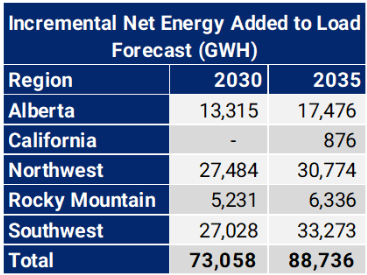 Incremental Net Energy Added to Load
Forecast (GWH)
Region 2030 2035
Alberta 13,315 17,476
California - 876
Northwest 27,484 30,774
Rocky Mountain 5,231 6,336
Southwest 27,028 33,273
Total 73,058 88,736